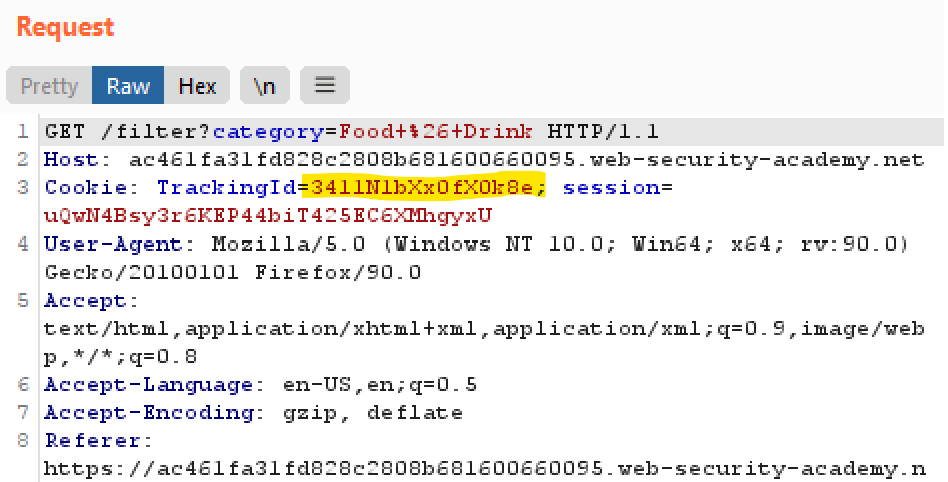 Request
Pretty Raw Hex \n ≡
1 GET /filter?category=Food+%26+Drink HTTP/1.1
2 Host: ac461fa31fd828c2808b681600660095.web-security-academy.net
3 Cookie: TrackingId=34l1NlbXx0fX0k8e; session=
uQwN4Bsy3r6KEP44biT425EC6XMhgyxU
4 User-Agent: Mozilla/5.0 (Windows NT 10.0; Win64; x64; rv:90.0)
Gecko/20100101 Firefox/90.0
5 Accept:
text/html,application/xhtml+xml,application/xml;q=0.9,image/web
p,*/*;q=0.8
6 Accept-Language: en-US,en;q=0.5
7 Accept-Encoding: gzip, deflate
8 Referer:
https://ac461fa31fd828c2808b681600660095.web-security-academy.n